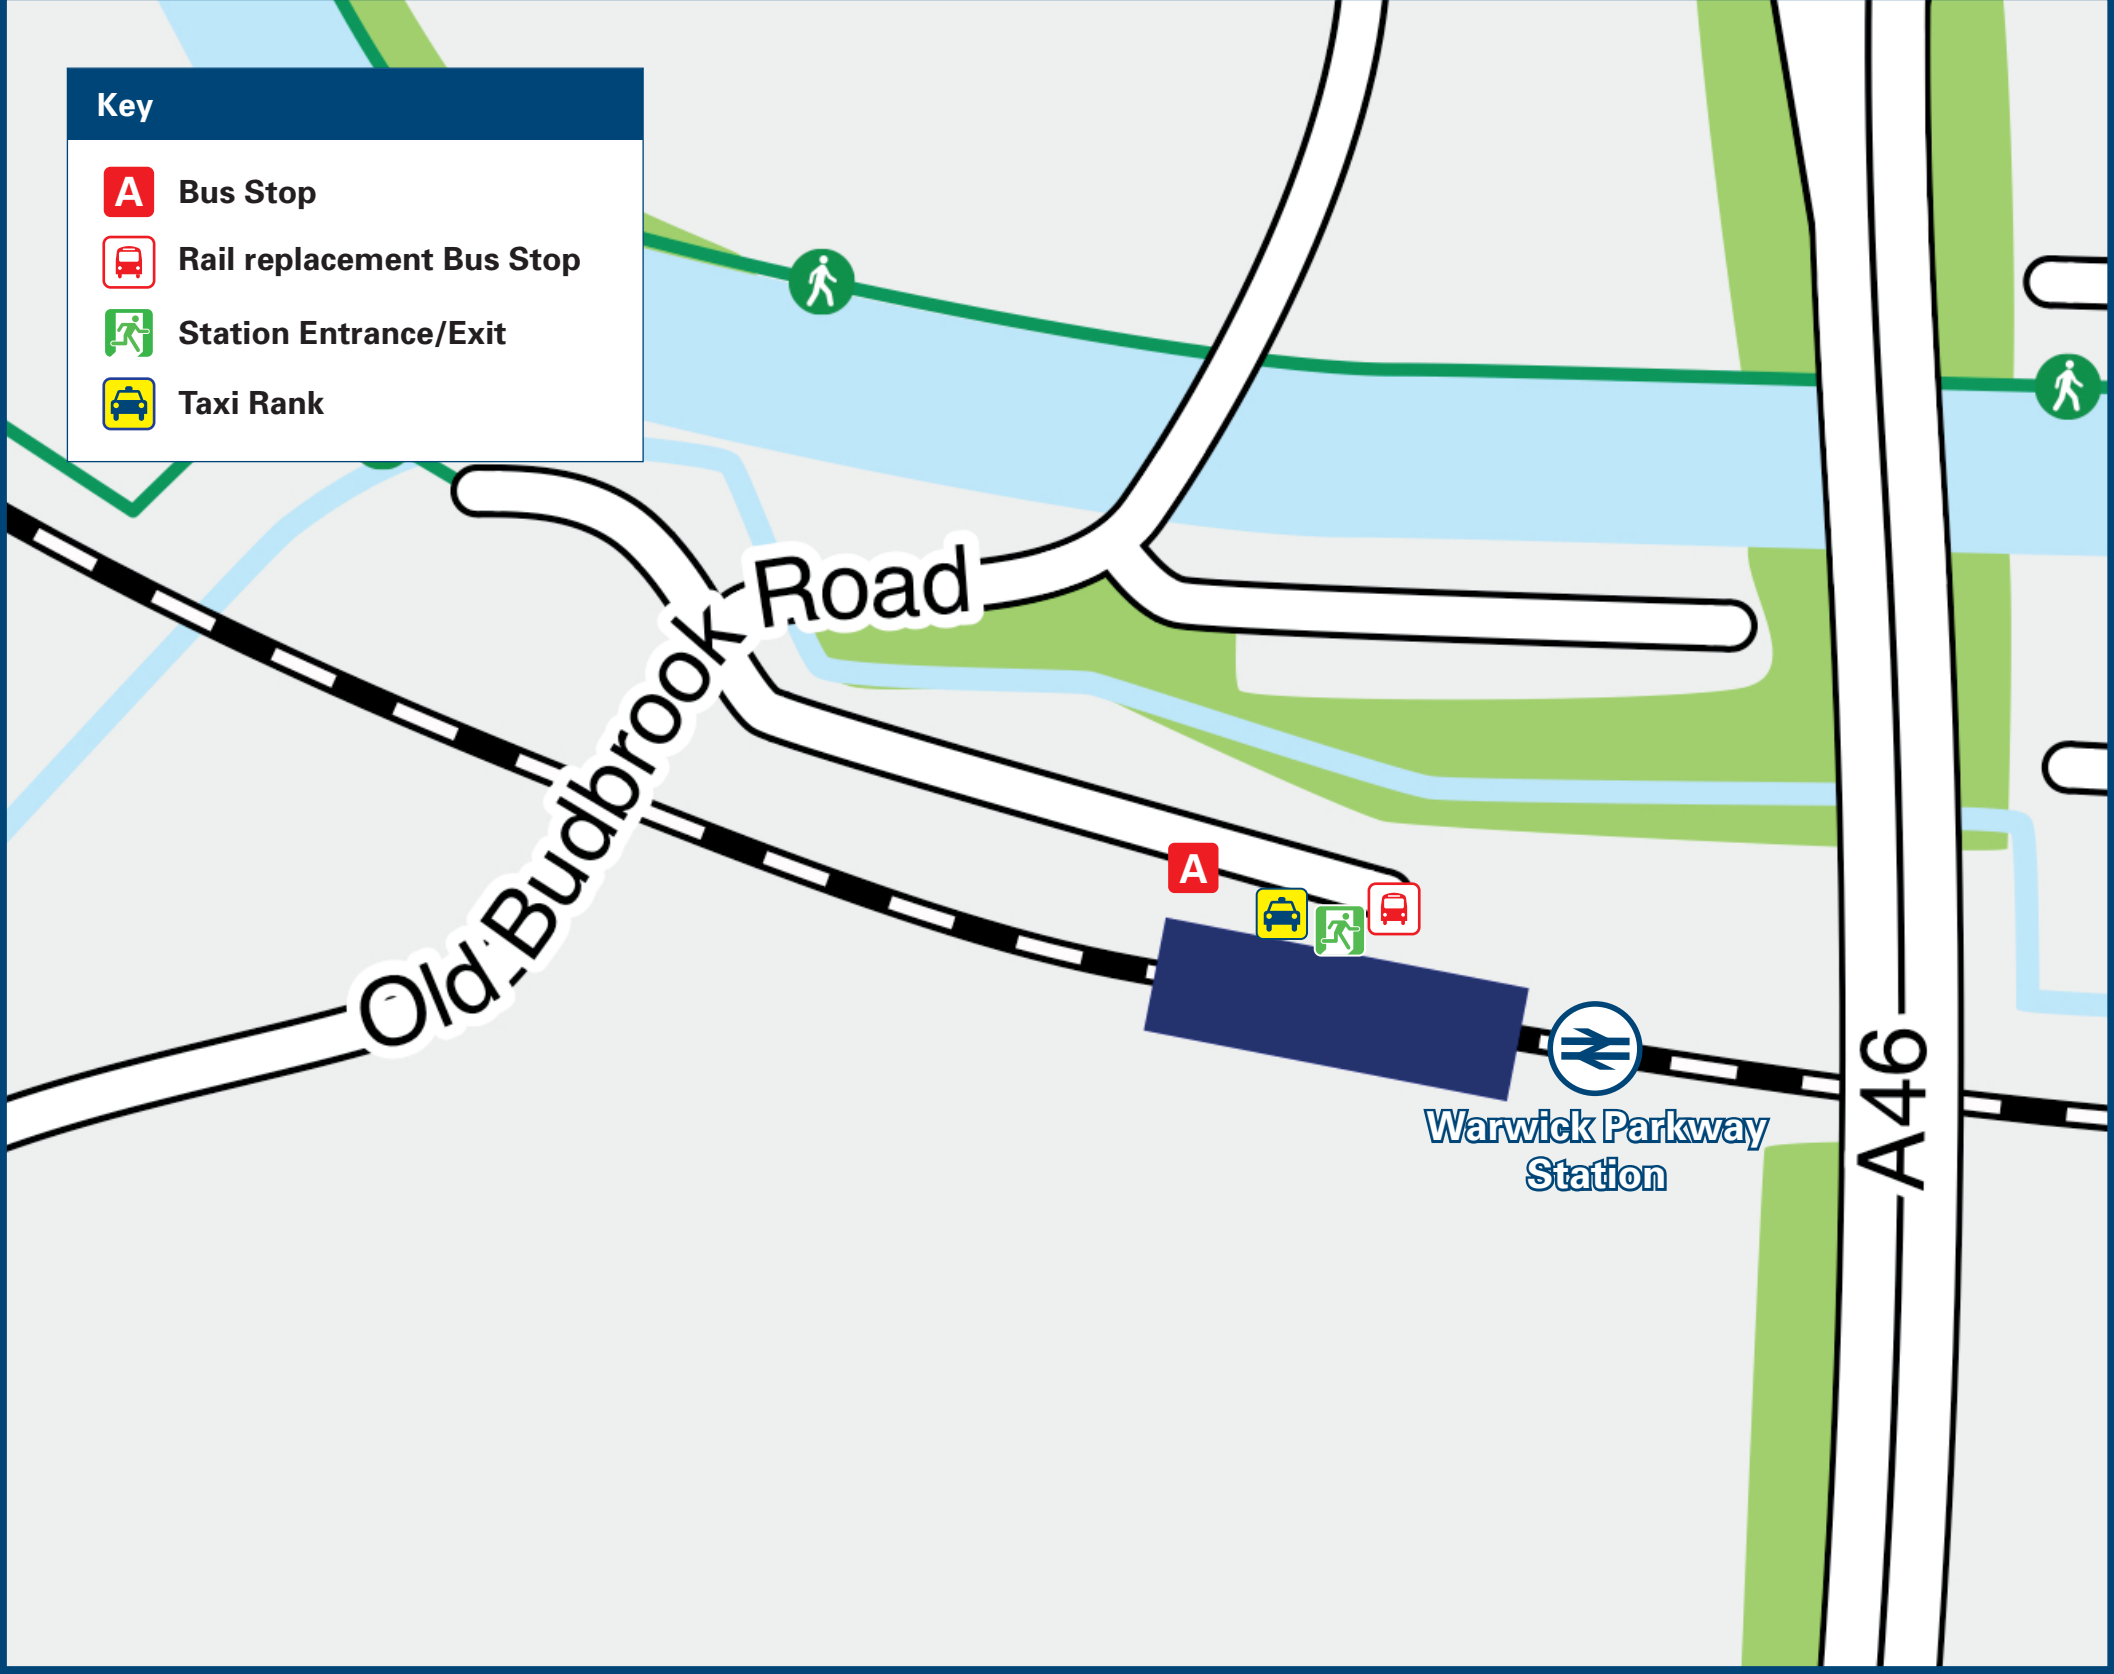 Key
A Bus Stop
Rail replacement Bus Stop
Station Entrance/Exit
Taxi Rank
Old Budbrook Road
A
Warwick Parkway
Station
A46